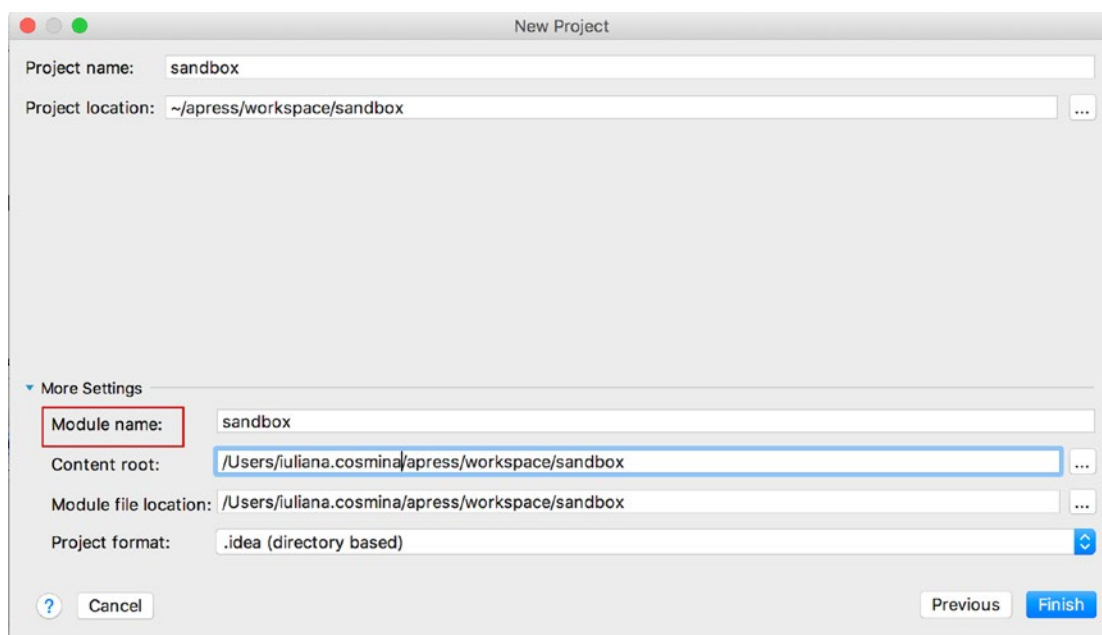 New Project
Project name: sandbox
Project location: ~/apress/workspace/sandbox ...
More Settings
Module name: sandbox
Content root: /Users/iuliana.cosmina/apress/workspace/sandbox ...
Module file location: /Users/iuliana.cosmina/apress/workspace/sandbox ...
Project format: .idea (directory based)
? Cancel Previous Finish